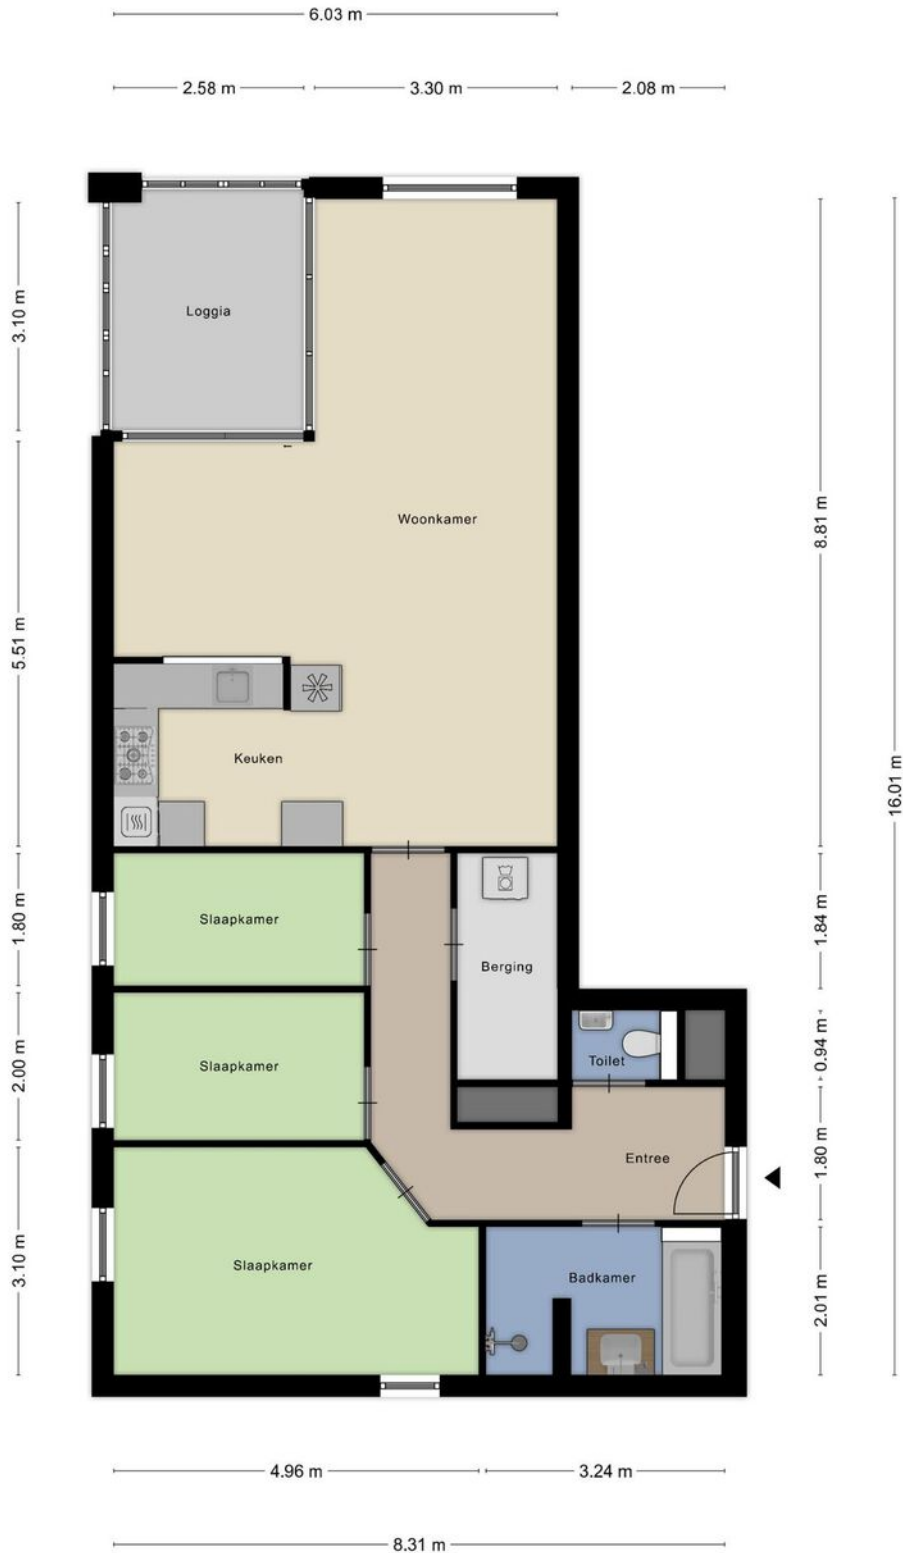 6.03 m
2.58 m
3.30 m
2.08 m
Loggia
3.10 m
Woonkamer
8.81 m
5.51 m
Keuken
16.01 m
Slaapkamer
1.80 m
1.84 m
Berging
Slaapkamer
2.00 m
Toilet
0.94 m
Entree
1.80 m
Slaapkamer
3.10 m
Badkamer
2.01 m
4.96 m
3.24 m
8.31 m